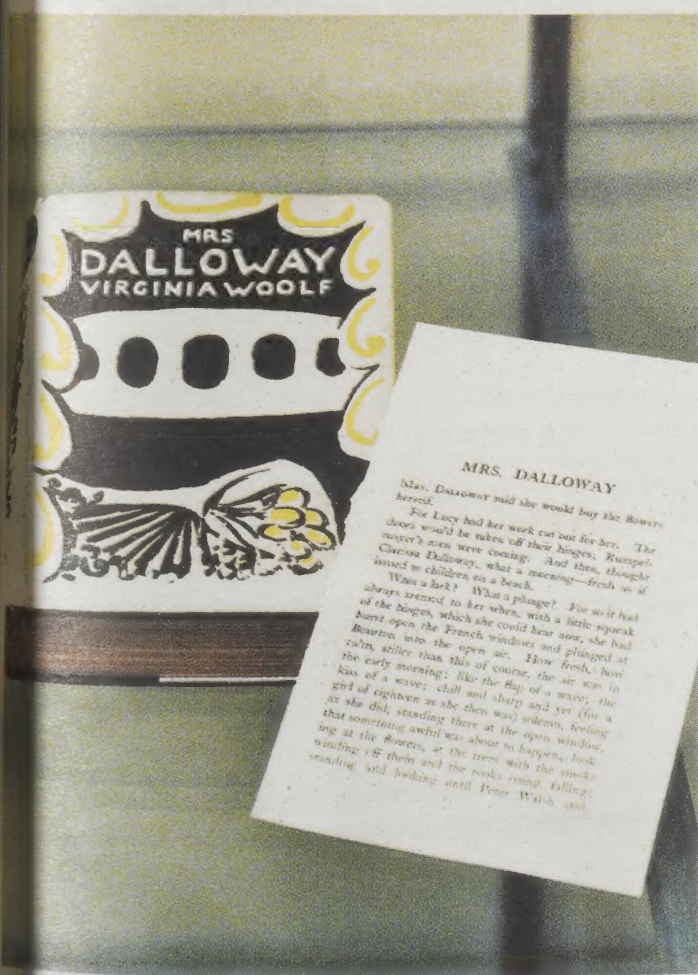 MRS
DALLOWAY
VIRGINIA WOOLF
MRS. DALLOWAY
MRS. DALLOWAY said she would buy the flowers
herself.
For Lucy had her work cut out for her. The
doors would be taken off their hinges; Rumpel-
mayer's men were coming. And then, thought
Clarissa Dalloway, what a morning—fresh as if
issued to children on a beach.
What a lark! What a plunge! For so it had
always seemed to her when, with a little squeak
of the hinges, which she could hear now, she had
burst open the French windows and plunged at
Bourton into the open air. How fresh, how
calm, stiller than this of course, the air was in
the early morning; like the flap of a wave; the
kiss of a wave; chill and sharp and yet (for a
girl of eighteen as she then was) solemn, feeling
as she did, standing there at the open window,
that something awful was about to happen; look-
ing at the flowers, at the trees with the smoke
winding off them and the rooks rising, falling;
standing and looking until Peter Walsh said,